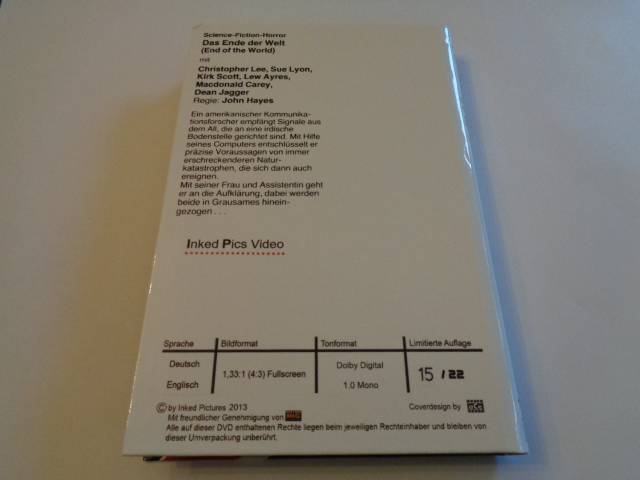 Science-Fiction-Horror
Das Ende der Welt
(End of the World)
mit
Christopher Lee, Sue Lyon,
Kirk Scott, Lew Ayres,
Macdonald Carey,
Dean Jagger
Regie: John Hayes
Ein amerikanischer Kommunika-
tionsforscher empfängt Signale aus
dem All, die an eine irdische
Bodenstelle gerichtet sind. Mit Hilfe
seines Computers entschlüsselt er
präzise Voraussagen von immer
erschreckenderen Natur-
katastrophen, die sich dann auch
ereignen.
Mit seiner Frau und Assistentin geht
er an die Aufklärung, dabei werden
beide in Grausames hinein-
gezogen . . .
Inked Pics Video
Sprache Bildformat Tonformat Limitierte Auflage
Deutsch
Englisch
1,33:1 (4:3) Fullscreen
Dolby Digital
1.0 Mono
15 / 22
© by Inked Pictures 2013
Mit freundlicher Genehmigung von
Coverdesign by
Alle auf dieser DVD enthaltenen Rechte liegen beim jeweiligen Rechteinhaber und bleiben von
dieser Umverpackung unberührt.